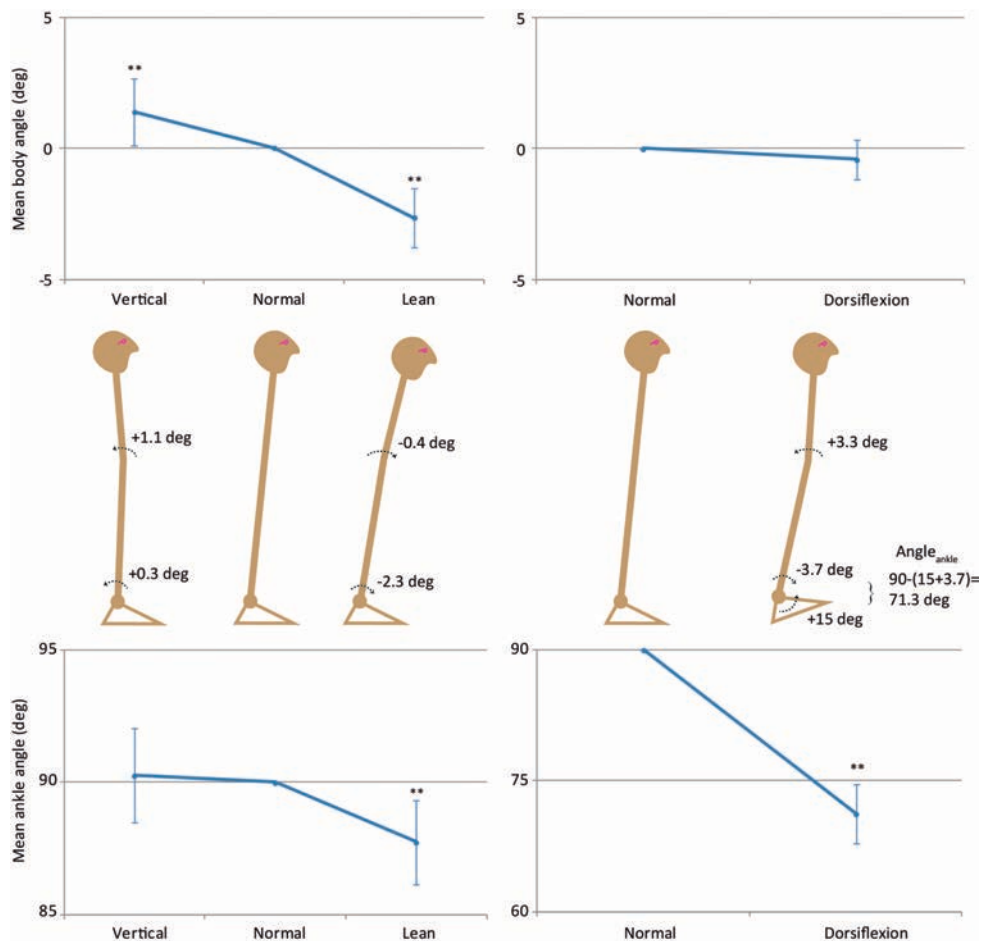 Mean body angle (deg)
5
0
-5
**
**
Vertical Normal Lean
5
0
-5
Normal Dorsiflexion
+1.1 deg
+0.3 deg
-0.4 deg
-2.3 deg
+3.3 deg
-3.7 deg
+15 deg
Angle ankle
90-(15+3.7)=
71.3 deg
Mean ankle angle (deg)
95
90
85
**
Vertical Normal Lean
90
75
60
**
Normal Dorsiflexion